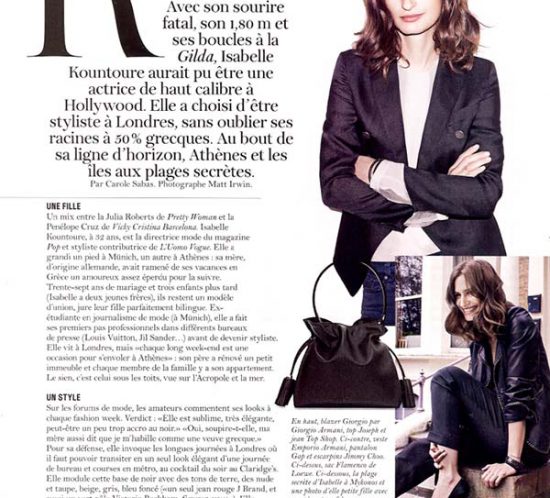 R
Avec son sourire
fatal, son 1,80 m et
ses boucles à la
Gilda, Isabelle
Kountoure aurait pu être une
actrice de haut calibre à
Hollywood. Elle a choisi d'être
styliste à Londres, sans oublier ses
racines à 50 % grecques. Au bout de
sa ligne d'horizon, Athènes et les
îles aux plages secrètes.
Par Carole Sabas. Photographe Matt Irwin.
UNE FILLE
Un mix entre la Julia Roberts de Pretty Woman et la
Penélope Cruz de Vicky Cristina Barcelona. Isabelle
Kountoure, à 32 ans, est la directrice mode du magazine
Pop et styliste contributrice de L'Uomo Vogue. Elle a
grandi un pied à Münich, un autre à Athènes : sa mère,
d'origine allemande, avait ramené de ses vacances en
Grèce un amoureux assez éperdu pour la suivre.
Trente-sept ans de mariage et trois enfants plus tard
(Isabelle a deux jeunes frères), ils restent un modèle
d'union, jure leur fille parfaitement bilingue. Ex-
étudiante en journalisme de mode (à Münich), elle a fait
ses premiers pas professionnels dans différents bureaux
de presse (Louis Vuitton, Jil Sander…) avant de devenir styliste.
Elle vit à Londres, mais «chaque long week-end est une
occasion pour s'envoler à Athènes» : son père a rénové un petit
immeuble et chaque membre de la famille y a son appartement.
Le sien, c'est celui sous les toits, vue sur l'Acropole et la mer.
UN STYLE
Sur les forums de mode, les amateurs commentent ses looks à
chaque fashion week. Verdict : «Elle est sublime, très élégante,
peut-être un peu trop accro au noir.» «Oui, soupire-t-elle, ma
mère aussi dit que je m'habille comme une veuve grecque.»
Pour sa défense, elle invoque les longues journées à Londres où
il faut pouvoir transiter en un seul look élégant d'une journée
de bureau et courses en métro, au cocktail du soir au Claridge's.
Elle module cette base de noir avec des tons de terre, des nude
et taupe, beige, gris, bleu foncé «un seul jean rouge J Brand, et
En haut, blazer Giorgio par
Giorgio Armani, top Joseph et
jean Top Shop. Ci-contre, veste
Emporio Armani, pantalon
Gap et escarpins Jimmy Choo.
Ci-dessous, sac Flamenco de
Loewe. Ci-dessous, la plage
secrète d'Isabelle à Mykonos et
une photo d'elle petite fille avec